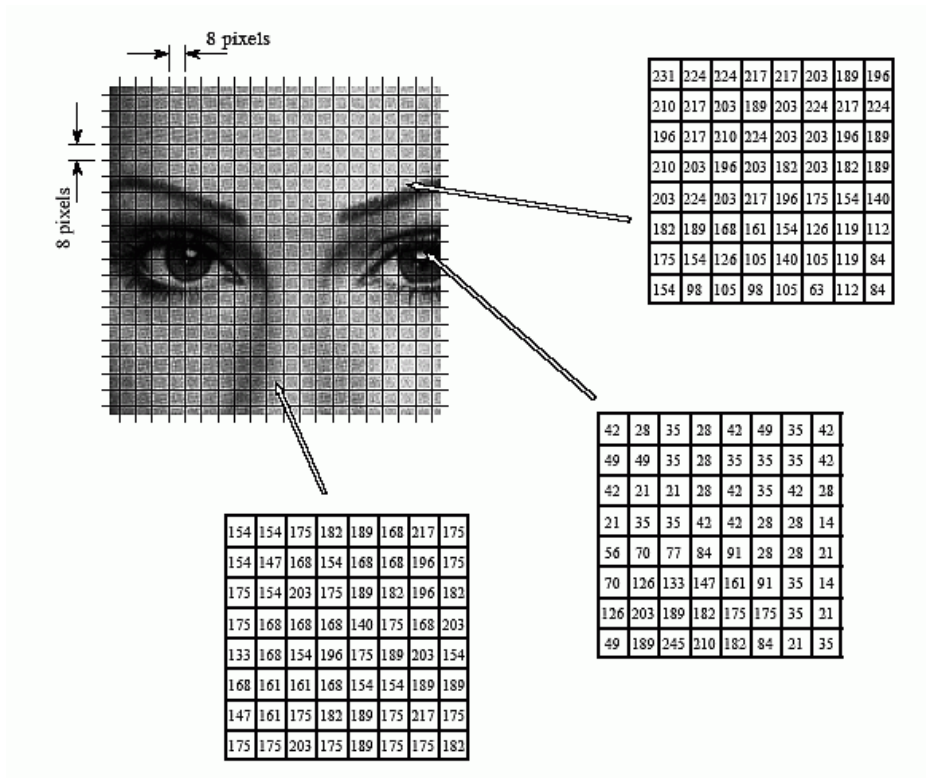 8 pixels
8 pixels
231 224 224 217 217 203 189 196
210 217 203 189 203 224 217 224
196 217 210 224 203 203 196 189
210 203 196 203 182 203 182 189
203 224 203 217 196 175 154 140
182 189 168 161 154 126 119 112
175 154 126 105 140 105 119 84
154 98 105 98 105 63 112 84
42 28 35 28 42 49 35 42
49 49 35 28 35 35 35 42
42 21 21 28 42 35 42 28
21 35 35 42 42 28 28 14
56 70 77 84 91 28 28 21
70 126 133 147 161 91 35 14
126 203 189 182 175 175 35 21
49 189 245 210 182 84 21 35
154 154 175 182 189 168 217 175
154 147 168 154 168 168 196 175
175 154 203 175 189 182 196 182
175 168 168 168 140 175 168 203
133 168 154 196 175 189 203 154
168 161 161 168 154 154 189 189
147 161 175 182 189 175 217 175
175 175 203 175 189 175 175 182